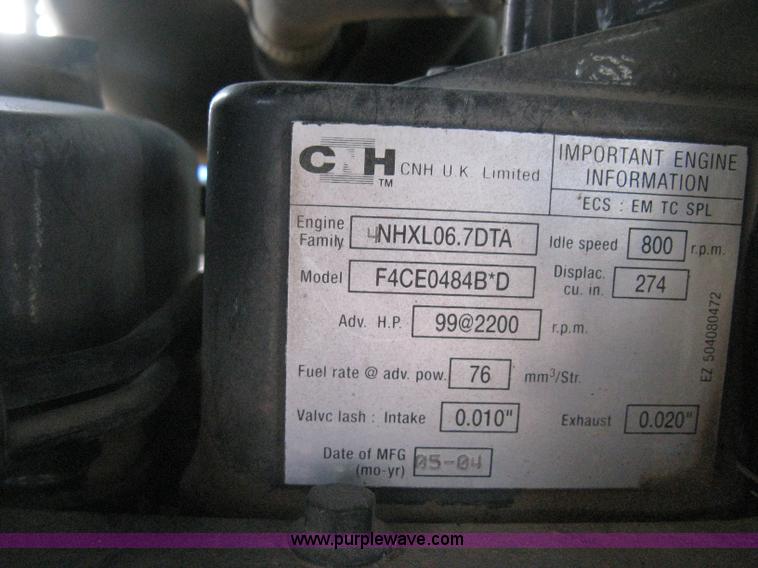 CNH™ CNH U.K. Limited
IMPORTANT ENGINE
INFORMATION
*ECS : EM TC SPL
Engine
Family 4NHXL06.7DTA Idle speed 800 r.p.m.
Model F4CE0484B*D Displac.
cu. in. 274
Adv. H.P. 99@2200 r.p.m.
Fuel rate @ adv. pow. 76 mm³/Str.
Valvc lash : Intake 0.010" Exhaust 0.020"
Date of MFG
(mo-yr) 05-04
EZ 504080472
www.purplewave.com